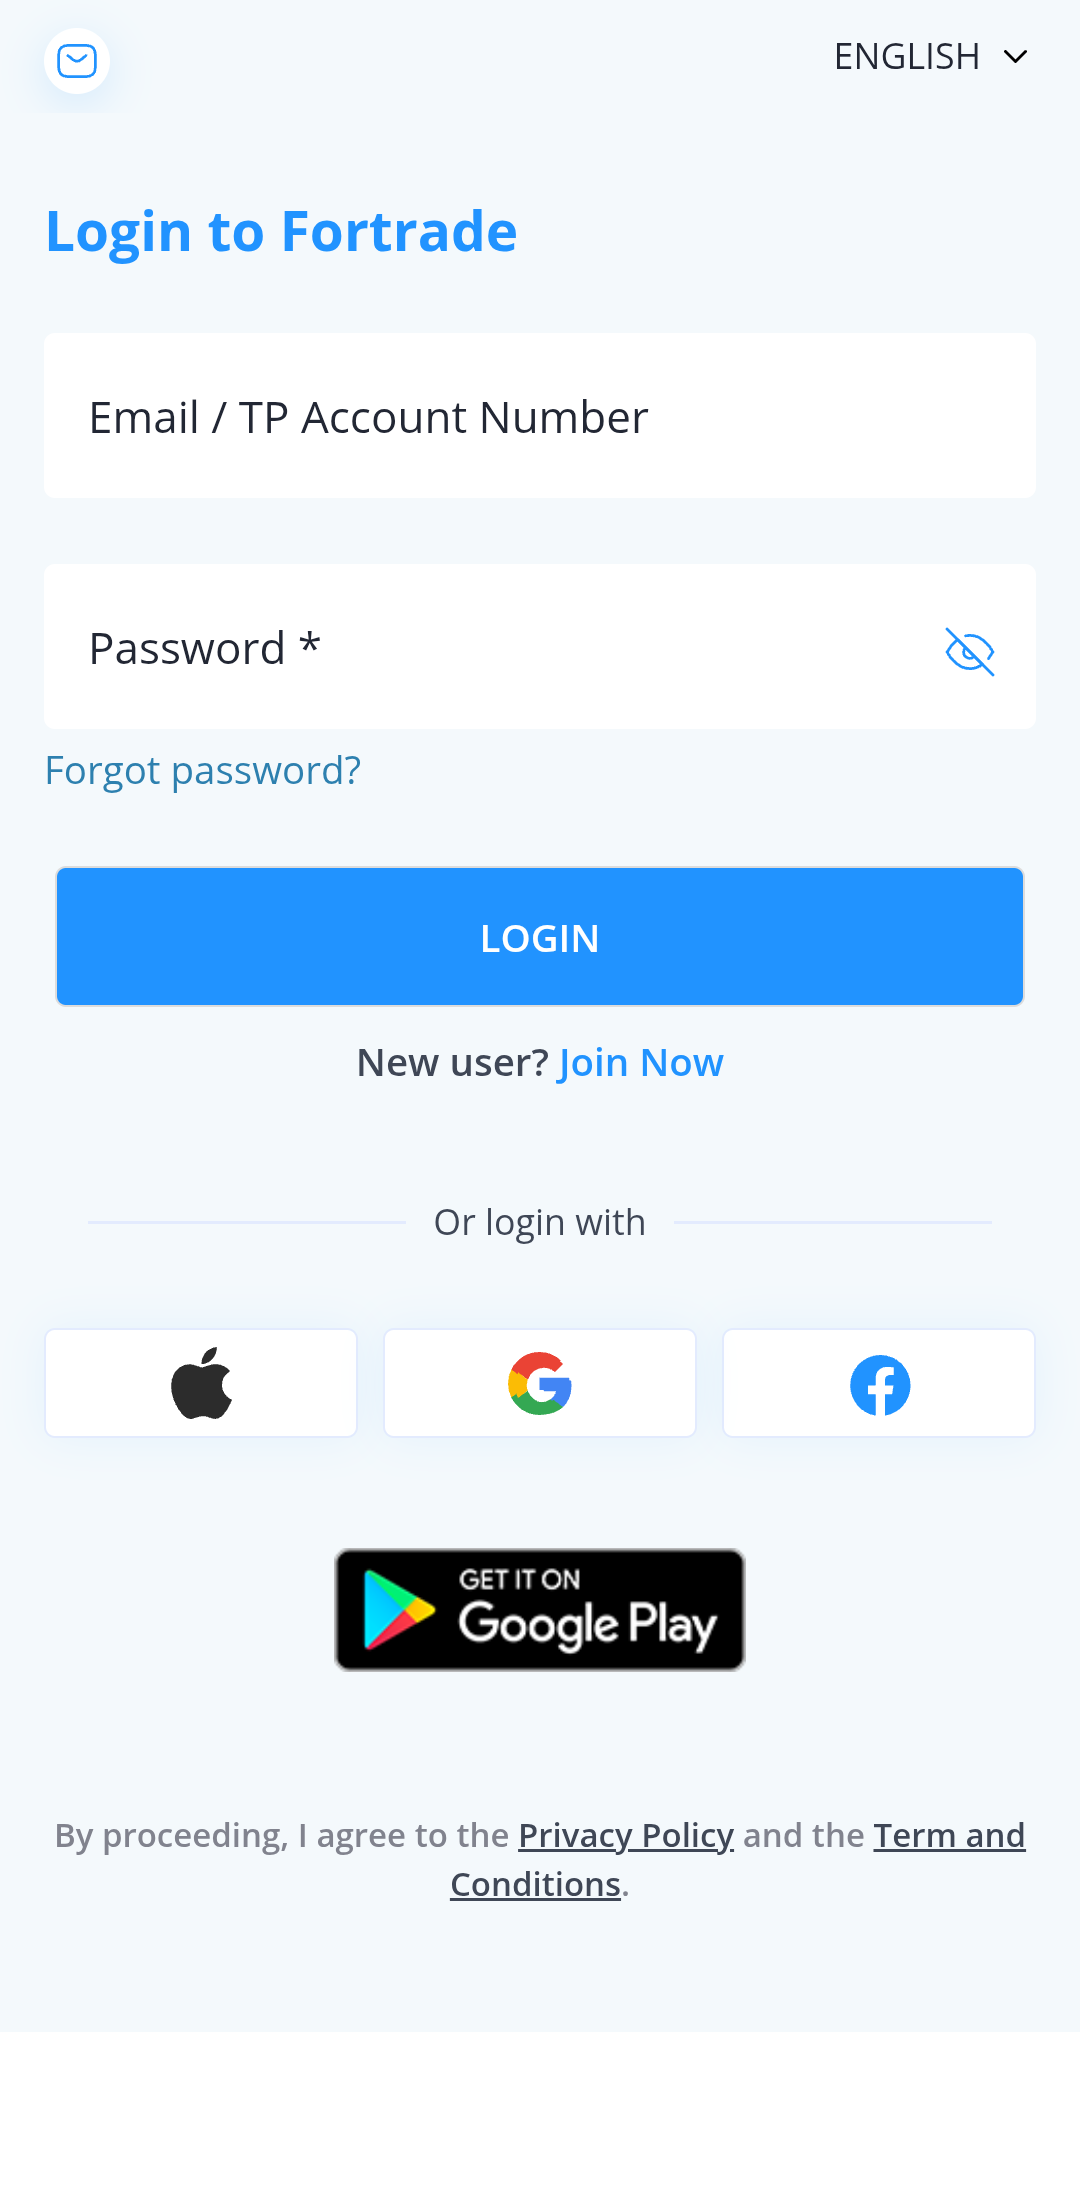 ENGLISH
Login to Fortrade
Email / TP Account Number
Password *
Forgot password?
LOGIN
New user? Join Now
Or login with
GET IT ON
Google Play
By proceeding, I agree to the Privacy Policy and the Term and
Conditions.